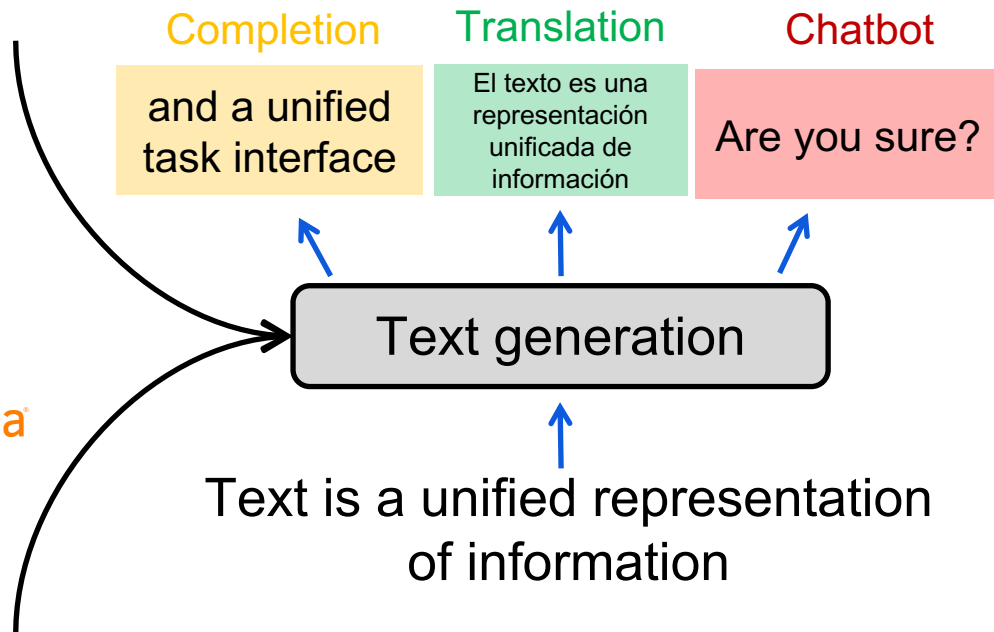 Completion
Translation
Chatbot
and a unified
task interface
El texto es una
representación
unificada de
información
Are you sure?
Text generation
a
Text is a unified representation
of information